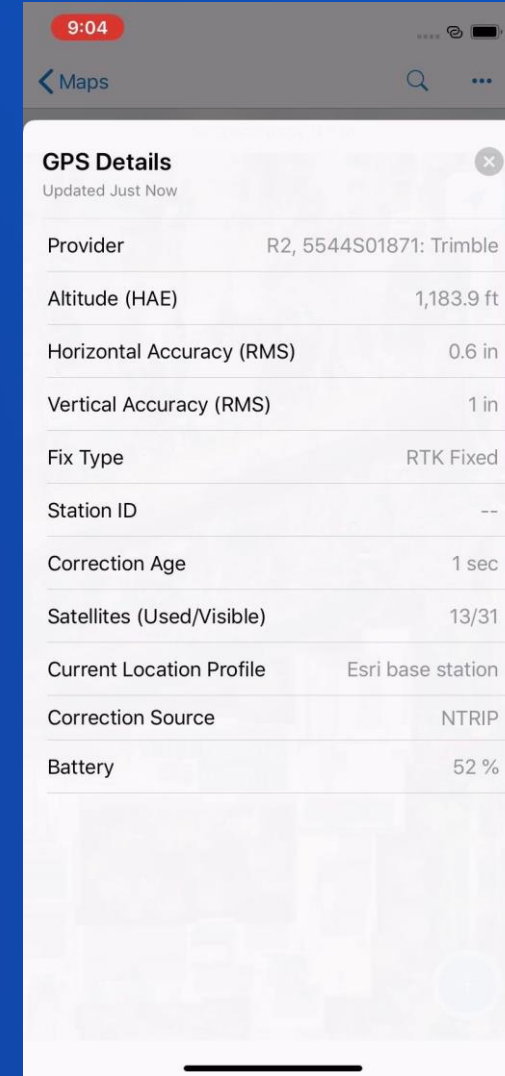 9:04
Maps
GPS Details
Updated Just Now
Provider R2, 5544S01871: Trimble
Altitude (HAE) 1,183.9 ft
Horizontal Accuracy (RMS) 0.6 in
Vertical Accuracy (RMS) 1 in
Fix Type RTK Fixed
Station ID --
Correction Age 1 sec
Satellites (Used/Visible) 13/31
Current Location Profile Esri base station
Correction Source NTRIP
Battery 52 %